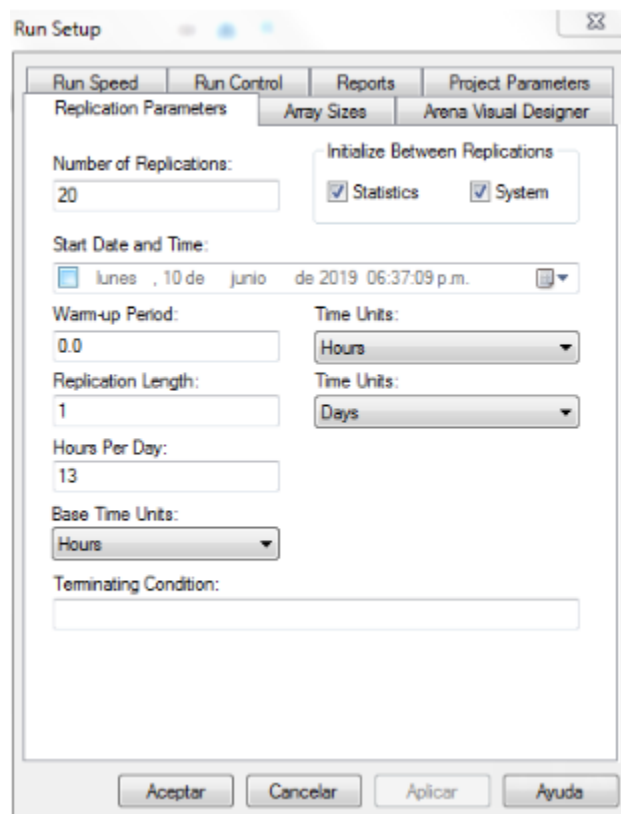 Run Setup
Run Speed Run Control Reports Project Parameters
Replication Parameters Array Sizes Arena Visual Designer
Number of Replications:
Initialize Between Replications
20
Statistics System
Start Date and Time:
lunes , 10 de junio de 2019 06:37:09 p.m.
Warm-up Period: Time Units:
0.0 Hours
Replication Length: Time Units:
1 Days
Hours Per Day:
13
Base Time Units:
Hours
Terminating Condition:
Aceptar Cancelar Aplicar Ayuda